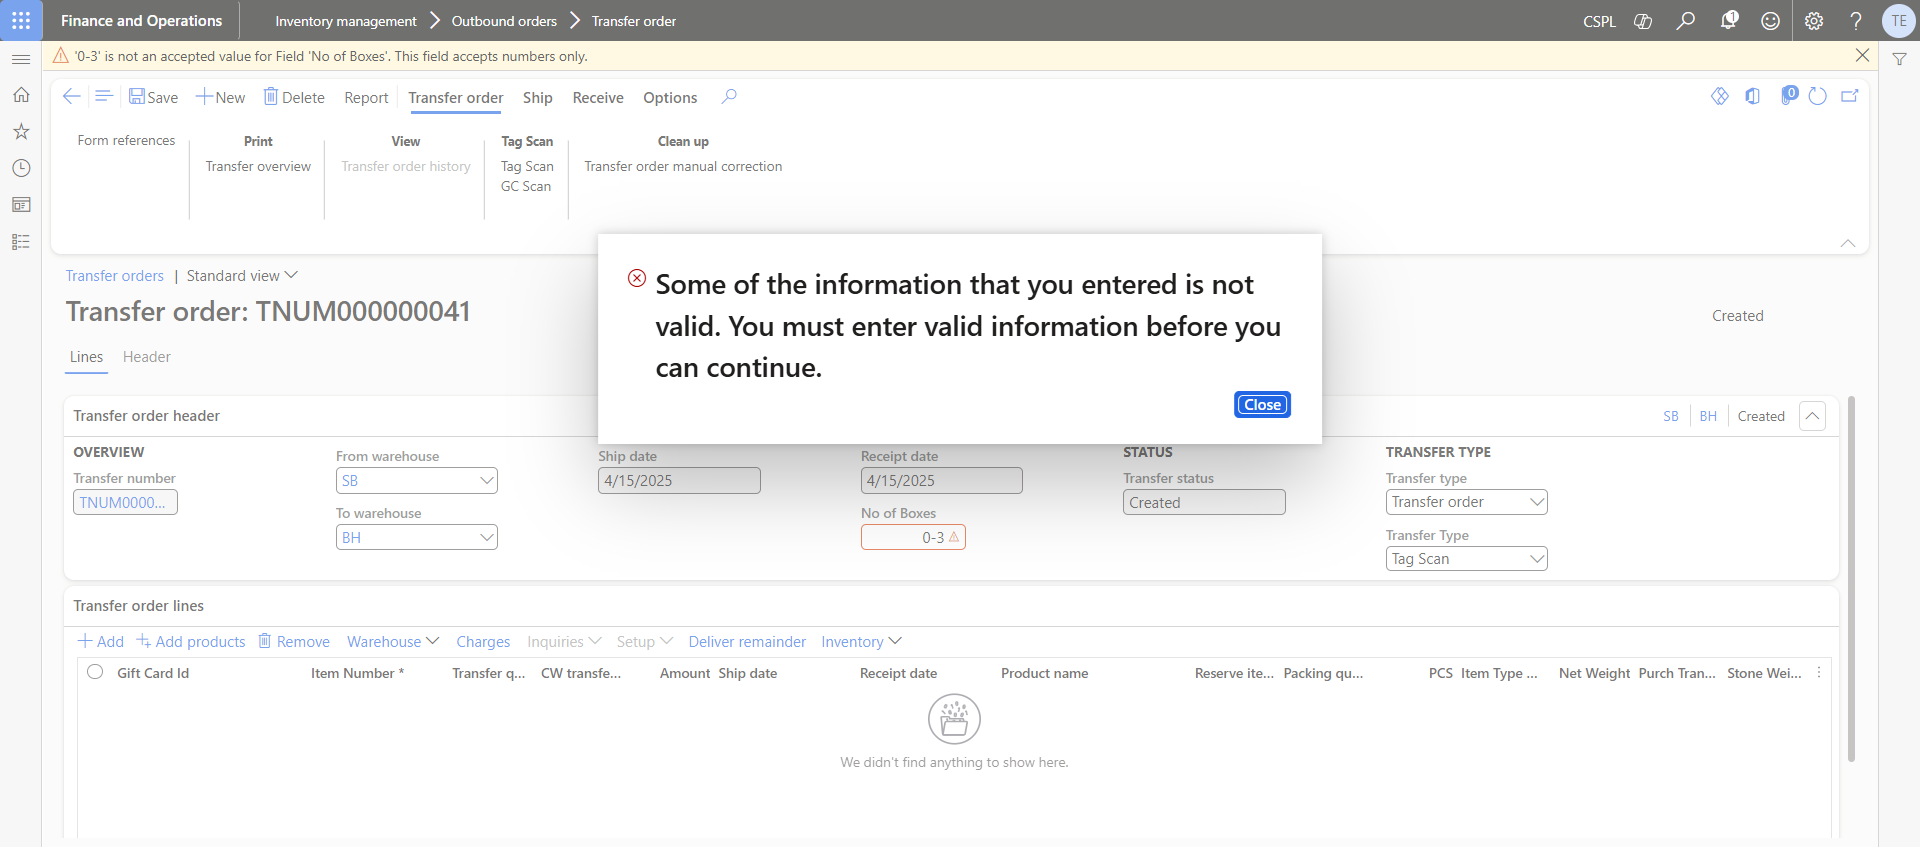 Finance and Operations
Inventory management
Outbound orders
Transfer order
CSPL
1
TE
'0-3' is not an accepted value for Field 'No of Boxes'. This field accepts numbers only.
Save
New
Delete
Report
Transfer order
Ship
Receive
Options
0
Form references
Print
Transfer overview
View
Transfer order history
Tag Scan
Tag Scan
GC Scan
Clean up
Transfer order manual correction
Some of the information that you entered is not
valid. You must enter valid information before you
can continue.
Close
Transfer orders | Standard view
Transfer order: TNUM000000041
Created
Lines
Header
Transfer order header
SB
BH
Created
OVERVIEW
Transfer number
TNUM0000...
From warehouse
SB
To warehouse
BH
Ship date
4/15/2025
Receipt date
4/15/2025
No of Boxes
0-3
STATUS
Transfer status
Created
TRANSFER TYPE
Transfer type
Transfer order
Transfer Type
Tag Scan
Transfer order lines
Add
Add products
Remove
Warehouse
Charges
Inquiries
Setup
Deliver remainder
Inventory
Gift Card Id
Item Number *
Transfer q...
CW transfe...
Amount
Ship date
Receipt date
Product name
Reserve ite...
Packing qu...
PCS
Item Type ...
Net Weight
Purch Tran...
Stone Wei...
We didn't find anything to show here.